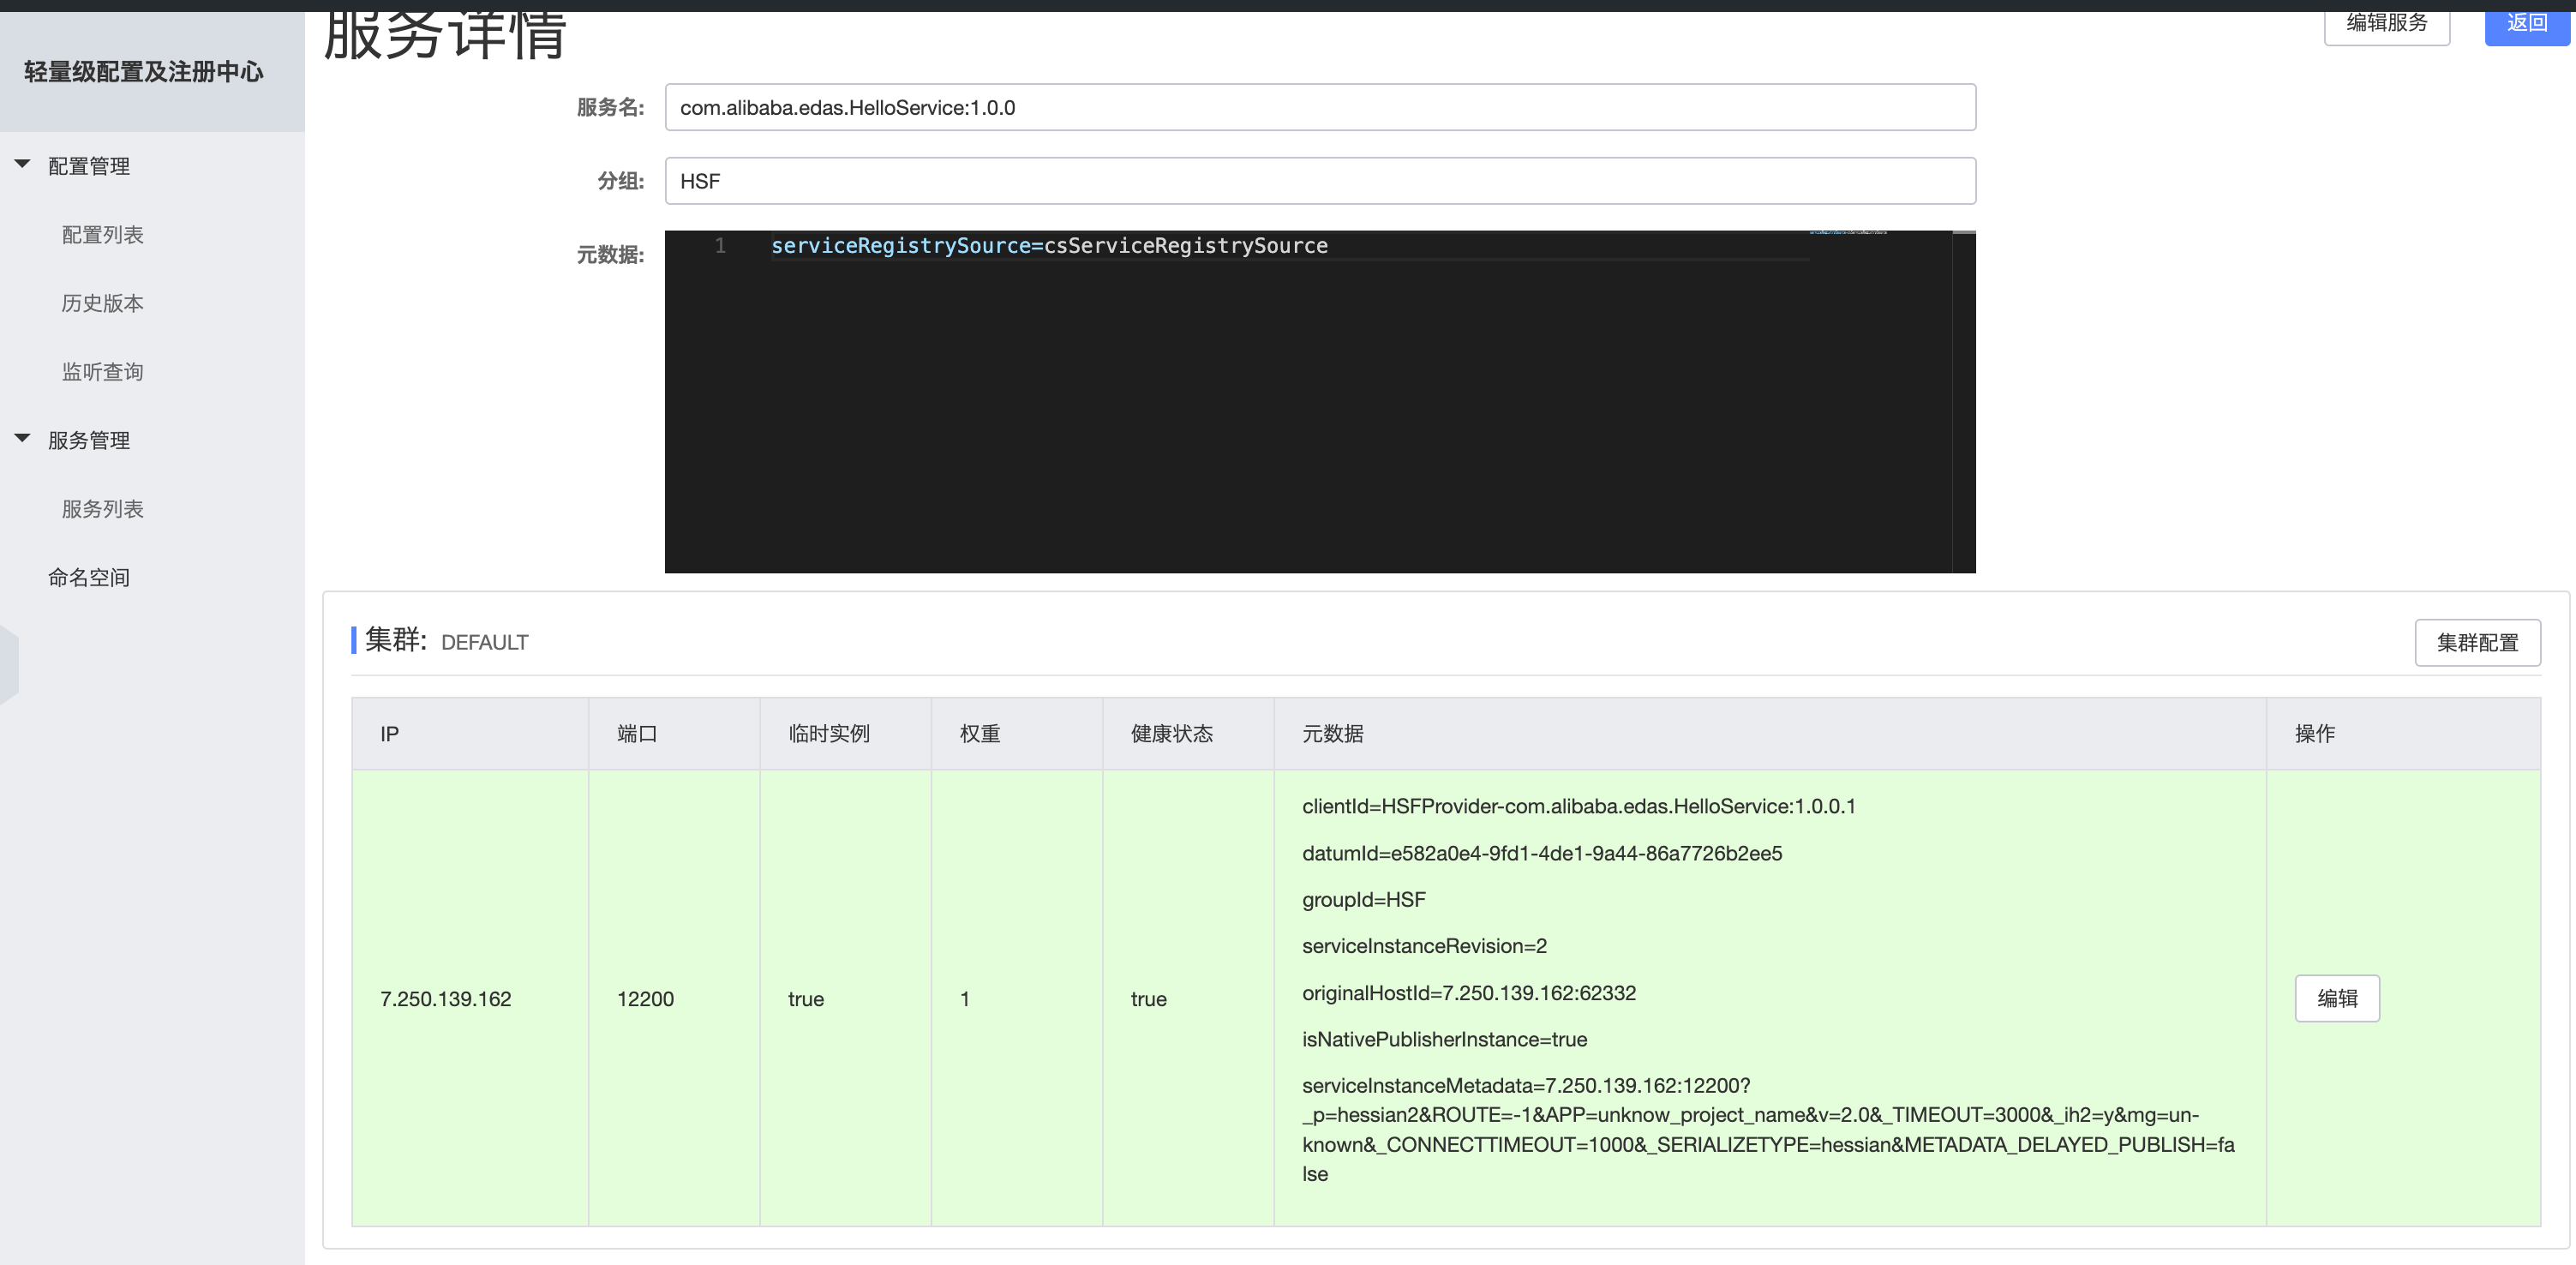 服务详情
编辑服务
返回
轻量级配置及注册中心
配置管理
配置列表
历史版本
监听查询
服务管理
服务列表
命名空间
服务名:
com.alibaba.edas.HelloService:1.0.0
分组:
HSF
元数据:
1 serviceRegistrySource=csServiceRegistrySource
集群: DEFAULT
集群配置
IP 端口 临时实例 权重 健康状态 元数据 操作
clientId=HSFProvider-com.alibaba.edas.HelloService:1.0.0.1
datumId=e582a0e4-9fd1-4de1-9a44-86a7726b2ee5
groupId=HSF
serviceInstanceRevision=2
originalHostId=7.250.139.162:62332
7.250.139.162 12200 true 1 true
编辑
isNativePublisherInstance=true
serviceInstanceMetadata=7.250.139.162:12200?
_p=hessian2&ROUTE=-1&APP=unknow_project_name&v=2.0&_TIMEOUT=3000&_ih2=y&mg=un-
known&_CONNECTTIMEOUT=1000&_SERIALIZETYPE=hessian&METADATA_DELAYED_PUBLISH=fa
lse